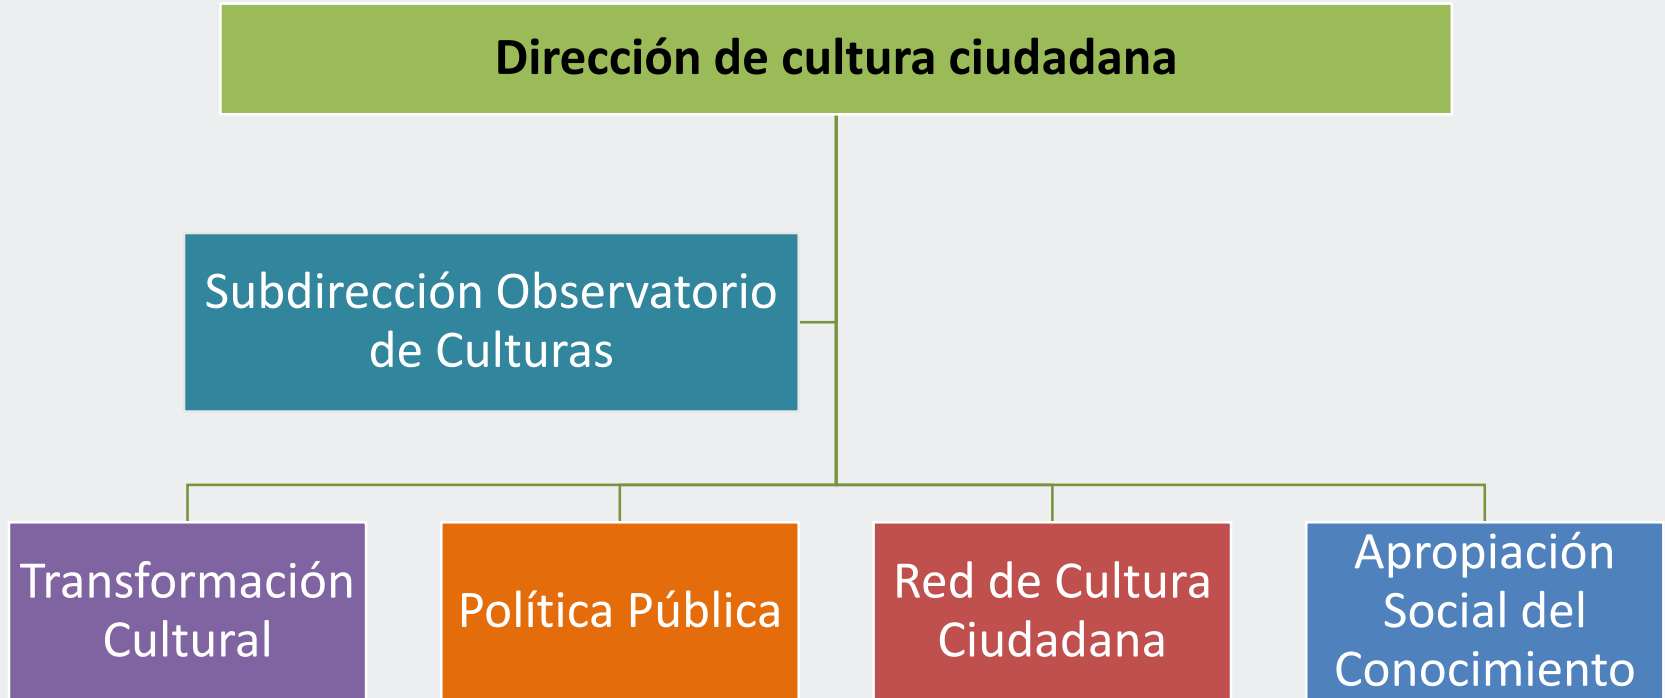 Dirección de cultura ciudadana
Subdirección Observatorio
de Culturas
Transformación
Cultural
Política Pública
Red de Cultura
Ciudadana
Apropiación
Social del
Conocimiento